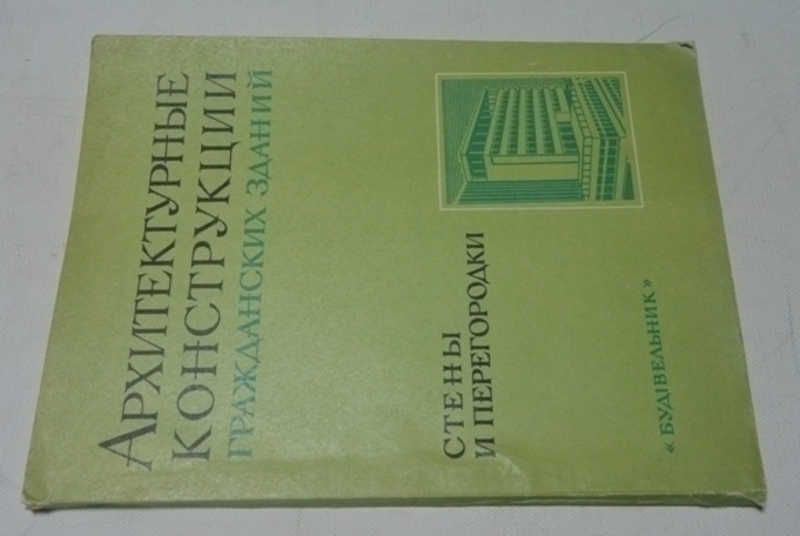 АРХИТЕКТУРНЫЕ
КОНСТРУКЦИИ
ГРАЖДАНСКИХ ЗДАНИЙ
СТЕНЫ
И ПЕРЕГОРОДКИ
«БУДІВЕЛЬНИК»